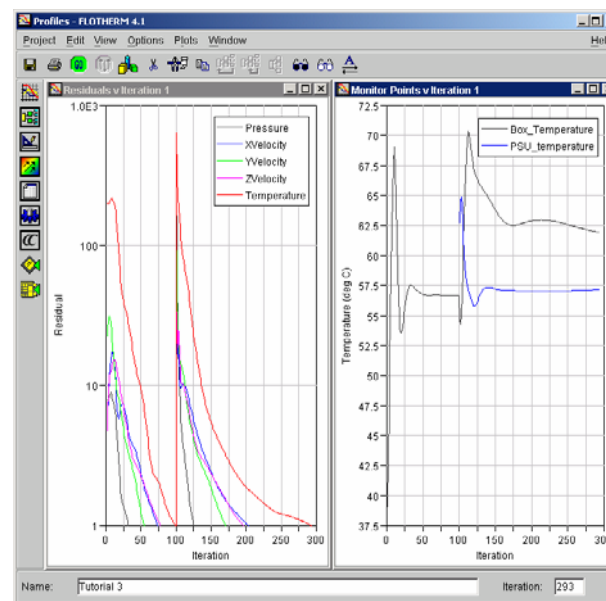 Profiles - FLOTHERM 4.1
Project Edit View Options Plots Window Hel
Residuals v Iteration 1
1.0E3
100
10
1
Residual
0 50 100 150 200 250 300
Iteration
Pressure
XVelocity
YVelocity
ZVelocity
Temperature
Monitor Points v Iteration 1
72.5
70
67.5
65
62.5
60
57.5
55
52.5
50
47.5
45
42.5
40
37.5
Temperature (deg C)
0 50 100 150 200 250 300
Iteration
Box_Temperature
PSU_temperature
Name: Tutorial 3 Iteration: 293